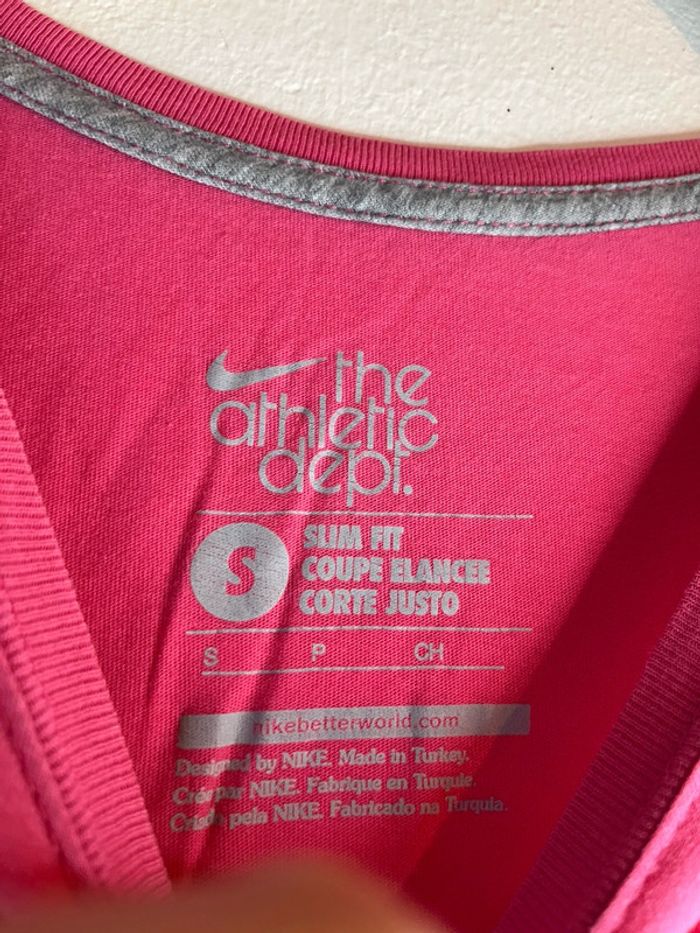 the
athletic
dept.
S
SLIM FIT
COUPE ELANCEE
CORTE JUSTO
S P CH
nikebetterworld.com
Designed by NIKE. Made in Turkey.
Créé par NIKE. Fabrique en Turquie.
Criado pela NIKE. Fabricado na Turquia.